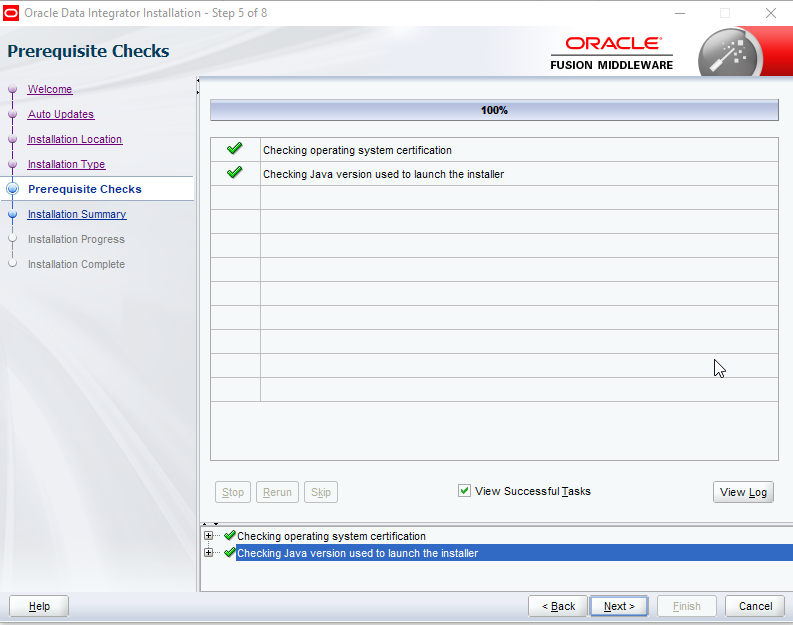 Oracle Data Integrator Installation - Step 5 of 8
Prerequisite Checks
ORACLE
FUSION MIDDLEWARE
Welcome
Auto Updates
Installation Location
Installation Type
Prerequisite Checks
Installation Summary
Installation Progress
Installation Complete
100%
Checking operating system certification
Checking Java version used to launch the installer
Stop
Rerun
Skip
View Successful Tasks
View Log
Checking operating system certification
Checking Java version used to launch the installer
Help
< Back
Next >
Finish
Cancel